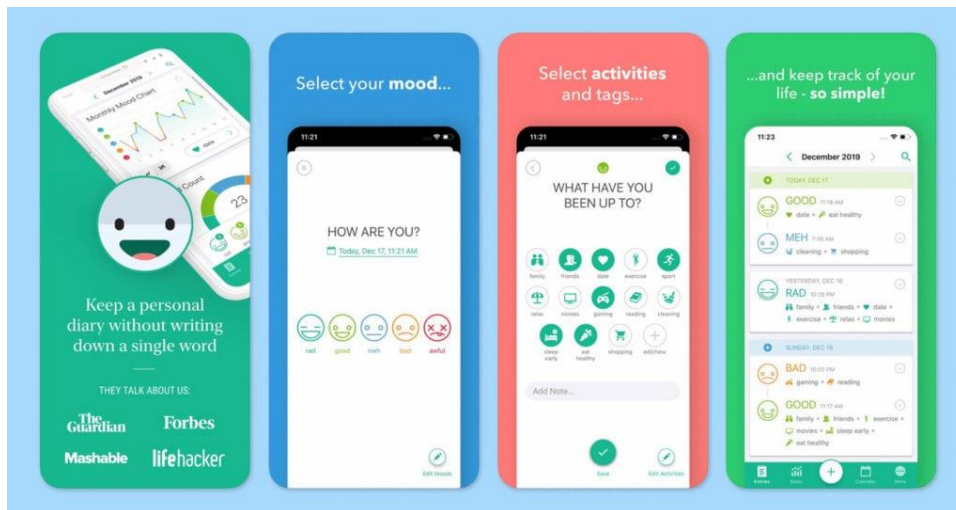 December 2019
Monthly Mood Chart
date
Count
23
Keep a personal
diary without writing
down a single word
THEY TALK ABOUT US:
The
Guardian
Forbes
Mashable
lifehacker
Select your mood...
11:21
HOW ARE YOU?
Today, Dec 17, 11:21 AM
rad good meh bad awful
Edit Moods
Select activities
and tags...
11:21
WHAT HAVE YOU
BEEN UP TO?
family friends date exercise sport
relax movies gaming reading cleaning
sleep early eat healthy shopping edit/new
Add Note...
Save
Edit Activities
...and keep track of your
life - so simple!
11:23
December 2019
TODAY, DEC 17
GOOD 11:18 AM
date • eat healthy
MEH 7:05 AM
cleaning • shopping
YESTERDAY, DEC 16
RAD 10:28 PM
family • friends • date •
exercise • relax • movies
SUNDAY, DEC 15
BAD 10:02 PM
gaming • reading
GOOD 11:17 AM
family • friends • exercise •
movies • sleep early •
eat healthy
Entries Stats Calendar More